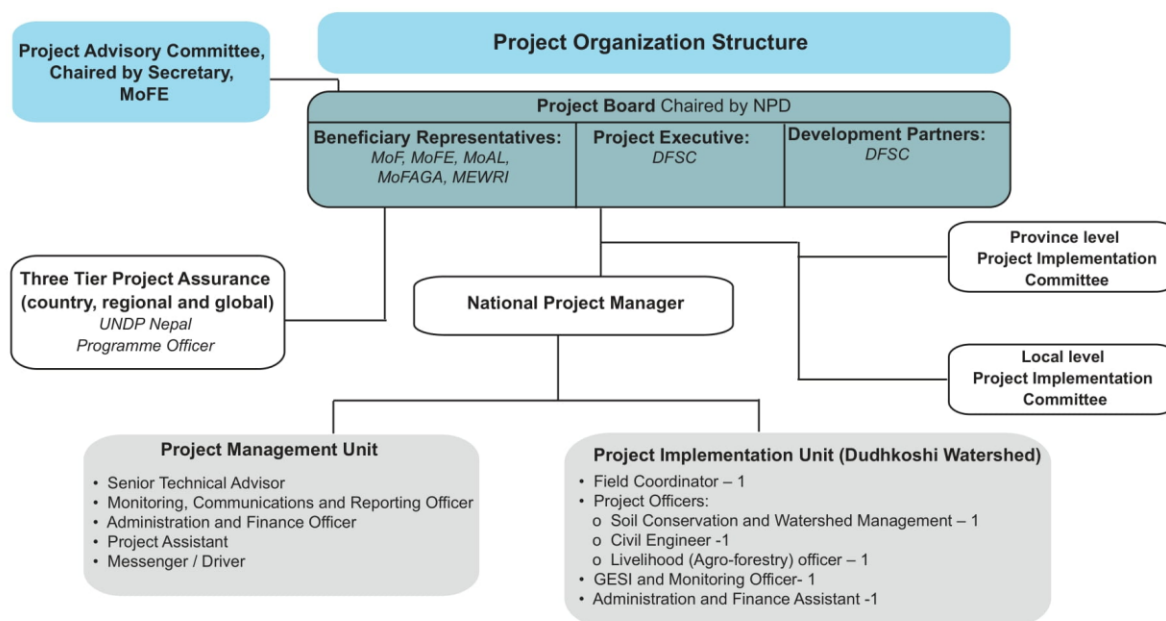 Project Advisory Committee,
Chaired by Secretary,
MoFE
Project Organization Structure
Project Board Chaired by NPD
Beneficiary Representatives:
MoF, MoFE, MoAL,
MoFAGA, MEWRI
Project Executive:
DFSC
Development Partners:
DFSC
Three Tier Project Assurance
(country, regional and global)
UNDP Nepal
Programme Officer
National Project Manager
Province level
Project Implementation
Committee
Local level
Project Implementation
Committee
Project Management Unit
• Senior Technical Advisor
• Monitoring, Communications and Reporting Officer
• Administration and Finance Officer
• Project Assistant
• Messenger / Driver
Project Implementation Unit (Dudhkoshi Watershed)
• Field Coordinator – 1
• Project Officers:
o Soil Conservation and Watershed Management – 1
o Civil Engineer -1
o Livelihood (Agro-forestry) officer – 1
• GESI and Monitoring Officer- 1
• Administration and Finance Assistant -1